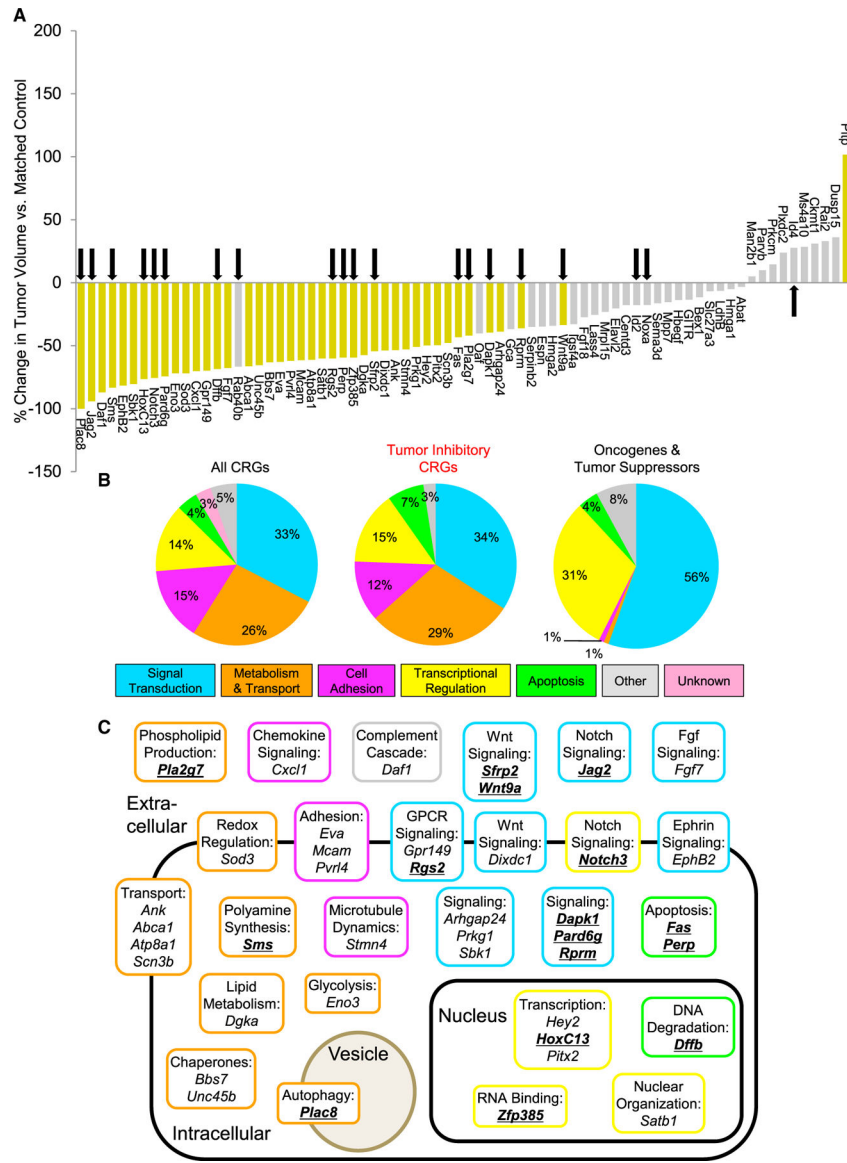 A
200
150
100
50
0
-50
-100
-150
% Change in Tumor Volume vs. Matched Control
Plac8
Jag2
Daf1
Sms
EphB2
Sbk1
HoxC13
Notch3
Pard6g
Eno3
Sod3
Cxcl1
Gpr149
Dffb
Fgf7
Rab40b
Abca1
Unc45b
Bbs7
Eva
Pvrl4
Mcam
Atp8a1
Satb1
Rgs2
Perp
Zfp385
Dgka
Sfrp2
Dixdc1
Ank
Stmn4
Prkg1
Hey2
Pitx2
Scn3b
Fas
Pla2g7
Oaf
Dapk1
Arhgap24
Gca
Rprm
Serpinb2
Espn
Hmga2
Wnt9a
Igsf4a
Fgf18
Lass4
Mrpl15
Elavl2
Centd3
Id2
Noxa
Sema3d
Mpp7
Hbegf
GITR
Bex1
Slc27a3
LdhB
Hmga1
Abat
Man2b1
Parvb
Prkcm
Plxdc2
Id4
Ms4a10
Ckmt1
Rai2
Dusp15
Pltp
B
All CRGs
Tumor Inhibitory
CRGs
Oncogenes &
Tumor Suppressors
33%
26%
15%
14%
4%
3%
5%
34%
29%
12%
15%
7%
3%
56%
1%
1%
31%
4%
8%
Signal
Transduction
Metabolism
& Transport
Cell
Adhesion
Transcriptional
Regulation
Apoptosis
Other
Unknown
C
Phospholipid
Production:
Pla2g7
Chemokine
Signaling:
Cxcl1
Complement
Cascade:
Daf1
Wnt
Signaling:
Sfrp2
Wnt9a
Notch
Signaling:
Jag2
Fgf
Signaling:
Fgf7
Extra-
cellular
Redox
Regulation:
Sod3
Adhesion:
Eva
Mcam
Pvrl4
GPCR
Signaling:
Gpr149
Rgs2
Wnt
Signaling:
Dixdc1
Notch
Signaling:
Notch3
Ephrin
Signaling:
EphB2
Transport:
Ank
Abca1
Atp8a1
Scn3b
Polyamine
Synthesis:
Sms
Microtubule
Dynamics:
Stmn4
Signaling:
Arhgap24
Prkg1
Sbk1
Signaling:
Dapk1
Pard6g
Rprm
Apoptosis:
Fas
Perp
Lipid
Metabolism:
Dgka
Glycolysis:
Eno3
Nucleus
Transcription:
Hey2
HoxC13
Pitx2
DNA
Degradation:
Dffb
Chaperones:
Bbs7
Unc45b
Vesicle
Autophagy:
Plac8
RNA Binding:
Zfp385
Nuclear
Organization:
Satb1
Intracellular